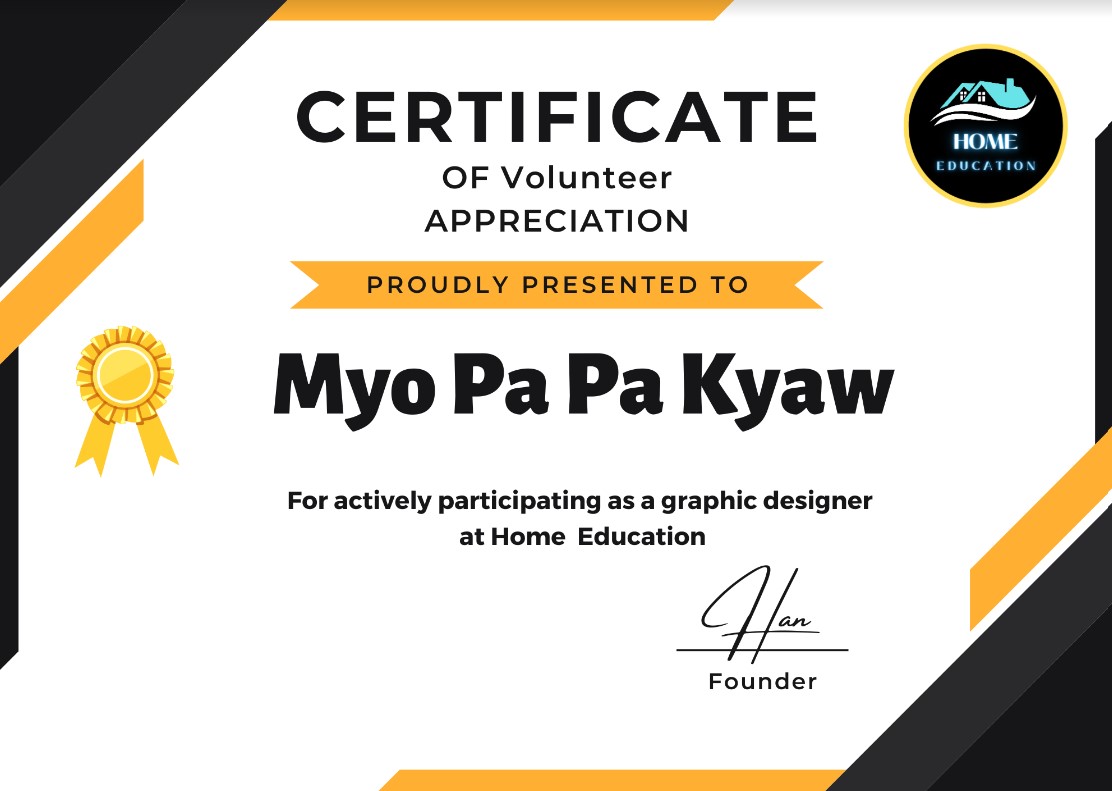 CERTIFICATE
OF Volunteer
APPRECIATION
HOME
EDUCATION
PROUDLY PRESENTED TO
Myo Pa Pa Kyaw
For actively participating as a graphic designer
at Home  Education
Han
Founder